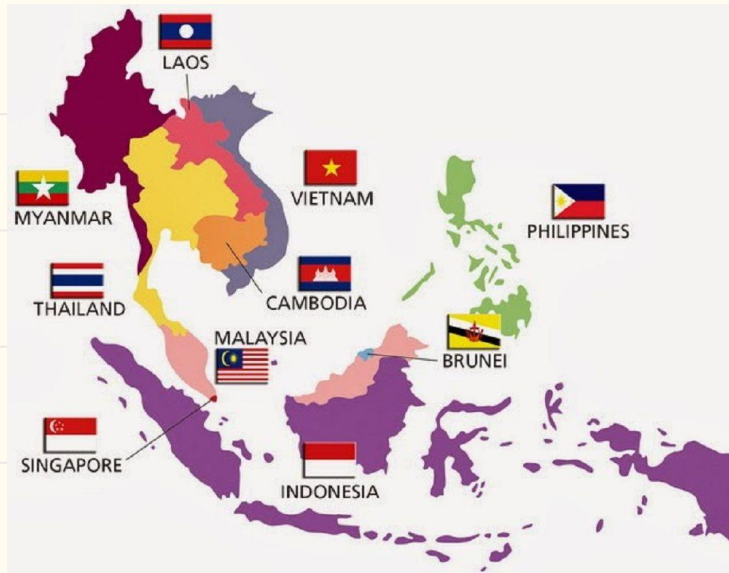 LAOS
VIETNAM
MYANMAR
PHILIPPINES
THAILAND
CAMBODIA
MALAYSIA
BRUNEI
SINGAPORE
INDONESIA